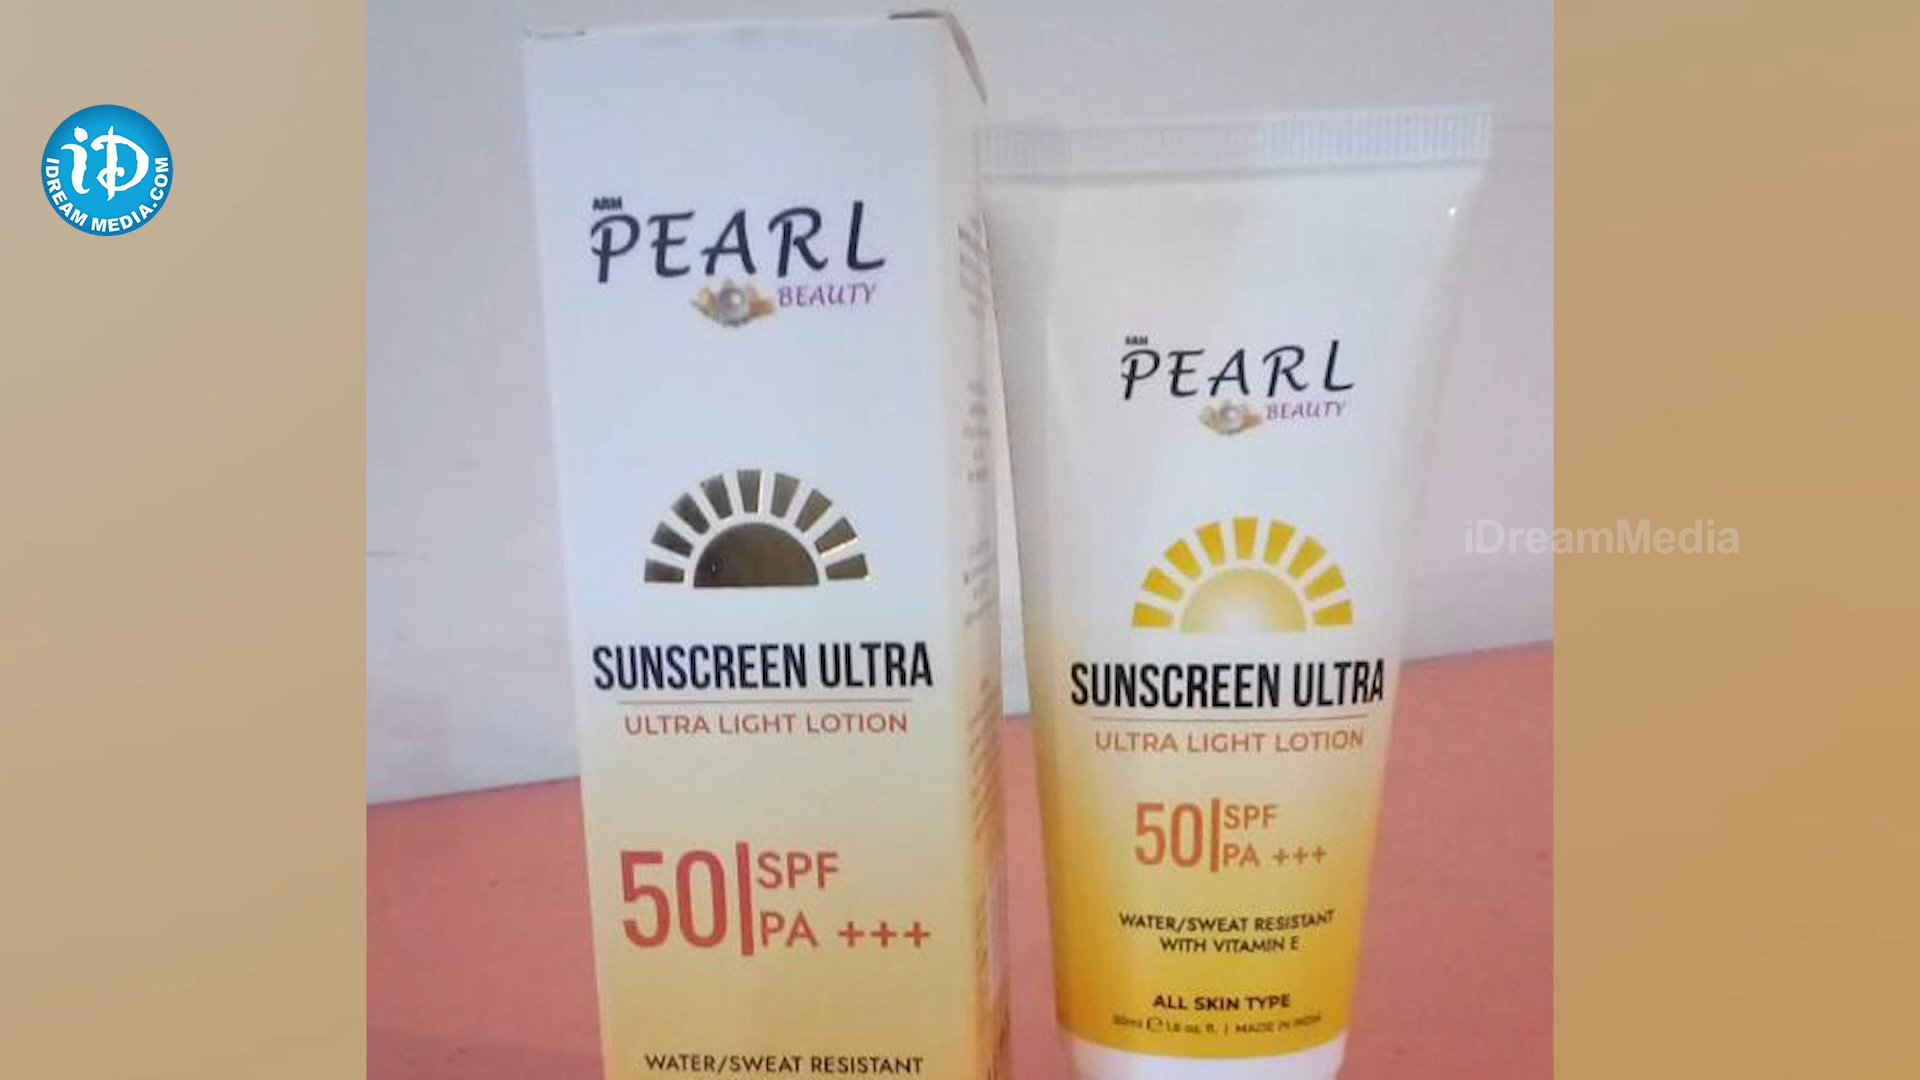 iD
IDREAM MEDIA.COM
ARM
PEARL
BEAUTY
SUNSCREEN ULTRA
ULTRA LIGHT LOTION
50 SPF
PA +++
WATER/SWEAT RESISTANT
ARM
PEARL
BEAUTY
SUNSCREEN ULTRA
ULTRA LIGHT LOTION
50 SPF
PA +++
WATER/SWEAT RESISTANT
WITH VITAMIN E
ALL SKIN TYPE
MADE IN INDIA
iDreamMedia